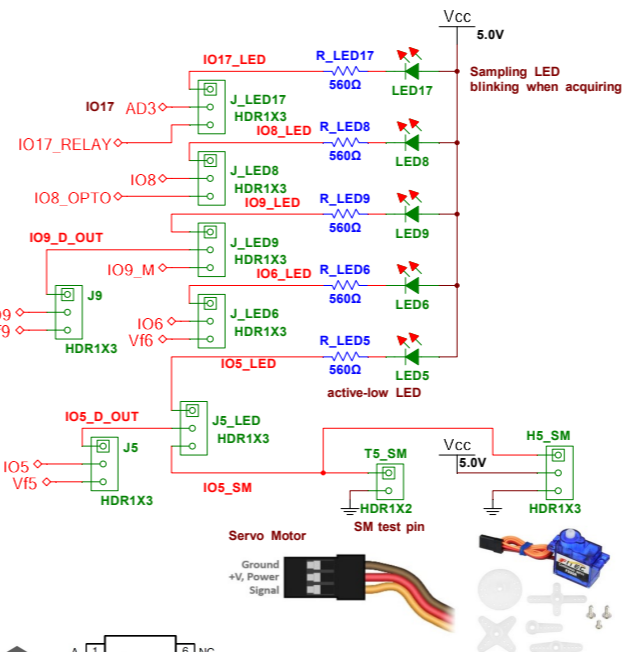 Vcc
5.0V
IO17_LED
R_LED17
560Ω
LED17
Sampling LED
blinking when acquiring
IO17
AD3
J_LED17
HDR1X3
IO17_RELAY
IO8_LED
R_LED8
560Ω
LED8
J_LED8
HDR1X3
IO8
IO8_OPTO
IO9_LED
R_LED9
560Ω
LED9
IO9_D_OUT
J_LED9
HDR1X3
IO9_M
IO6_LED
R_LED6
560Ω
LED6
J9
HDR1X3
J_LED6
HDR1X3
IO6
Vf6
R_LED5
560Ω
LED5
IO5_LED
active-low LED
IO5_D_OUT
J5_LED
HDR1X3
J5
IO5
Vf5
HDR1X3
IO5_SM
T5_SM
HDR1X2
SM test pin
Vcc
5.0V
H5_SM
HDR1X3
Servo Motor
Ground
+V, Power
Signal
A
1
6
NC